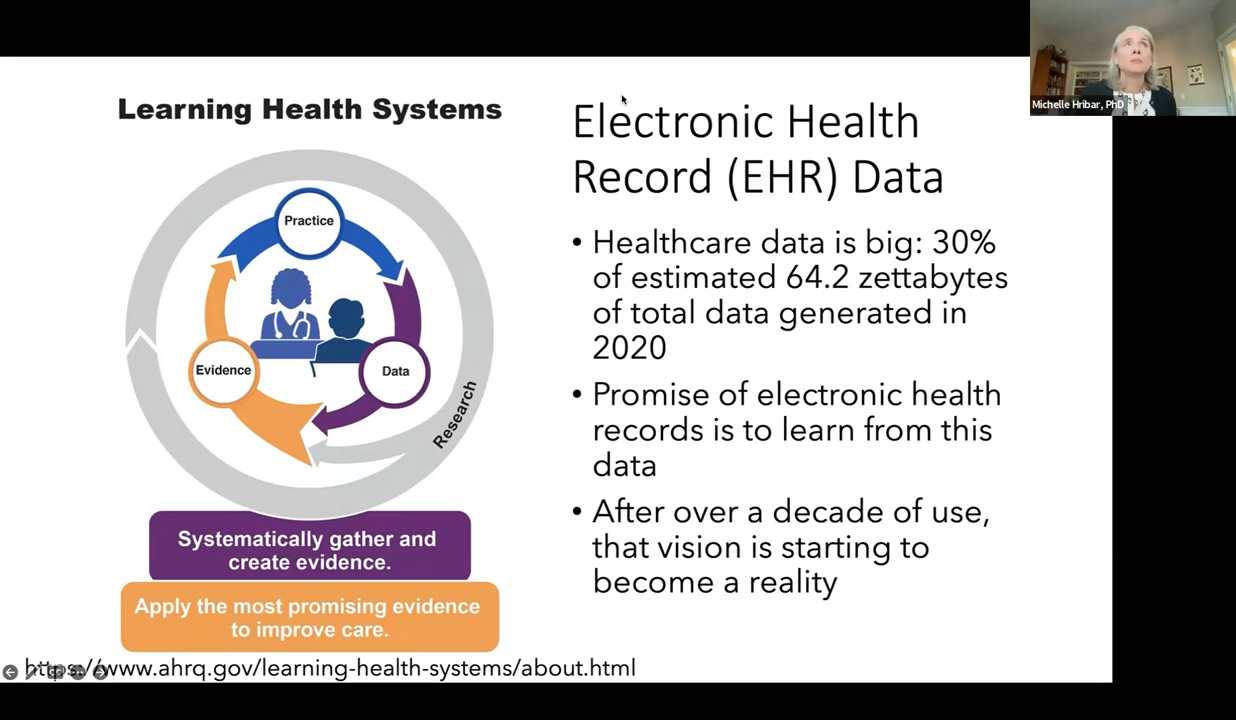 Michelle Hribar, PhD
Learning Health Systems
Practice
Evidence
Data
Research
Systematically gather and
create evidence.
Apply the most promising evidence
to improve care.
https://www.ahrq.gov/learning-health-systems/about.html
Electronic Health
Record (EHR) Data
• Healthcare data is big: 30%
of estimated 64.2 zettabytes
of total data generated in
2020
• Promise of electronic health
records is to learn from this
data
• After over a decade of use,
that vision is starting to
become a reality